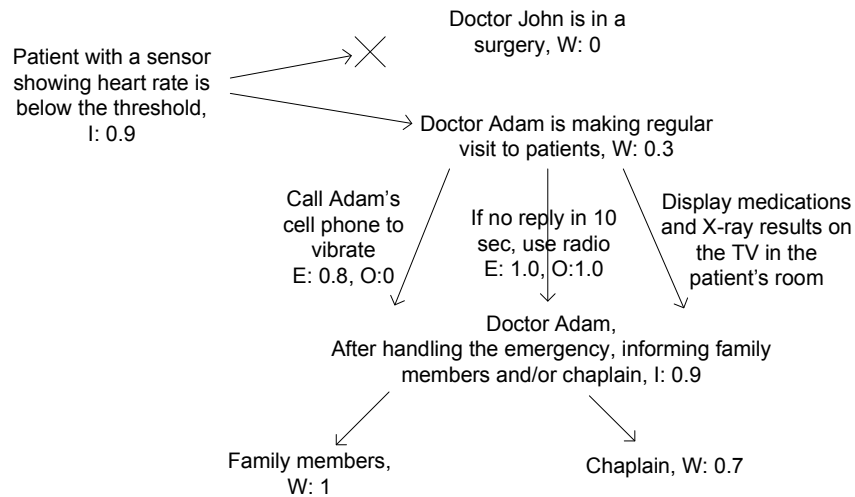 Doctor John is in a
surgery, W: 0
Patient with a sensor
showing heart rate is
below the threshold,
I: 0.9
Doctor Adam is making regular
visit to patients, W: 0.3
Call Adam's
cell phone to
vibrate
E: 0.8, O:0
If no reply in 10
sec, use radio
E: 1.0, O:1.0
Display medications
and X-ray results on
the TV in the
patient's room
Doctor Adam,
After handling the emergency, informing family
members and/or chaplain, I: 0.9
Family members,
W: 1
Chaplain, W: 0.7